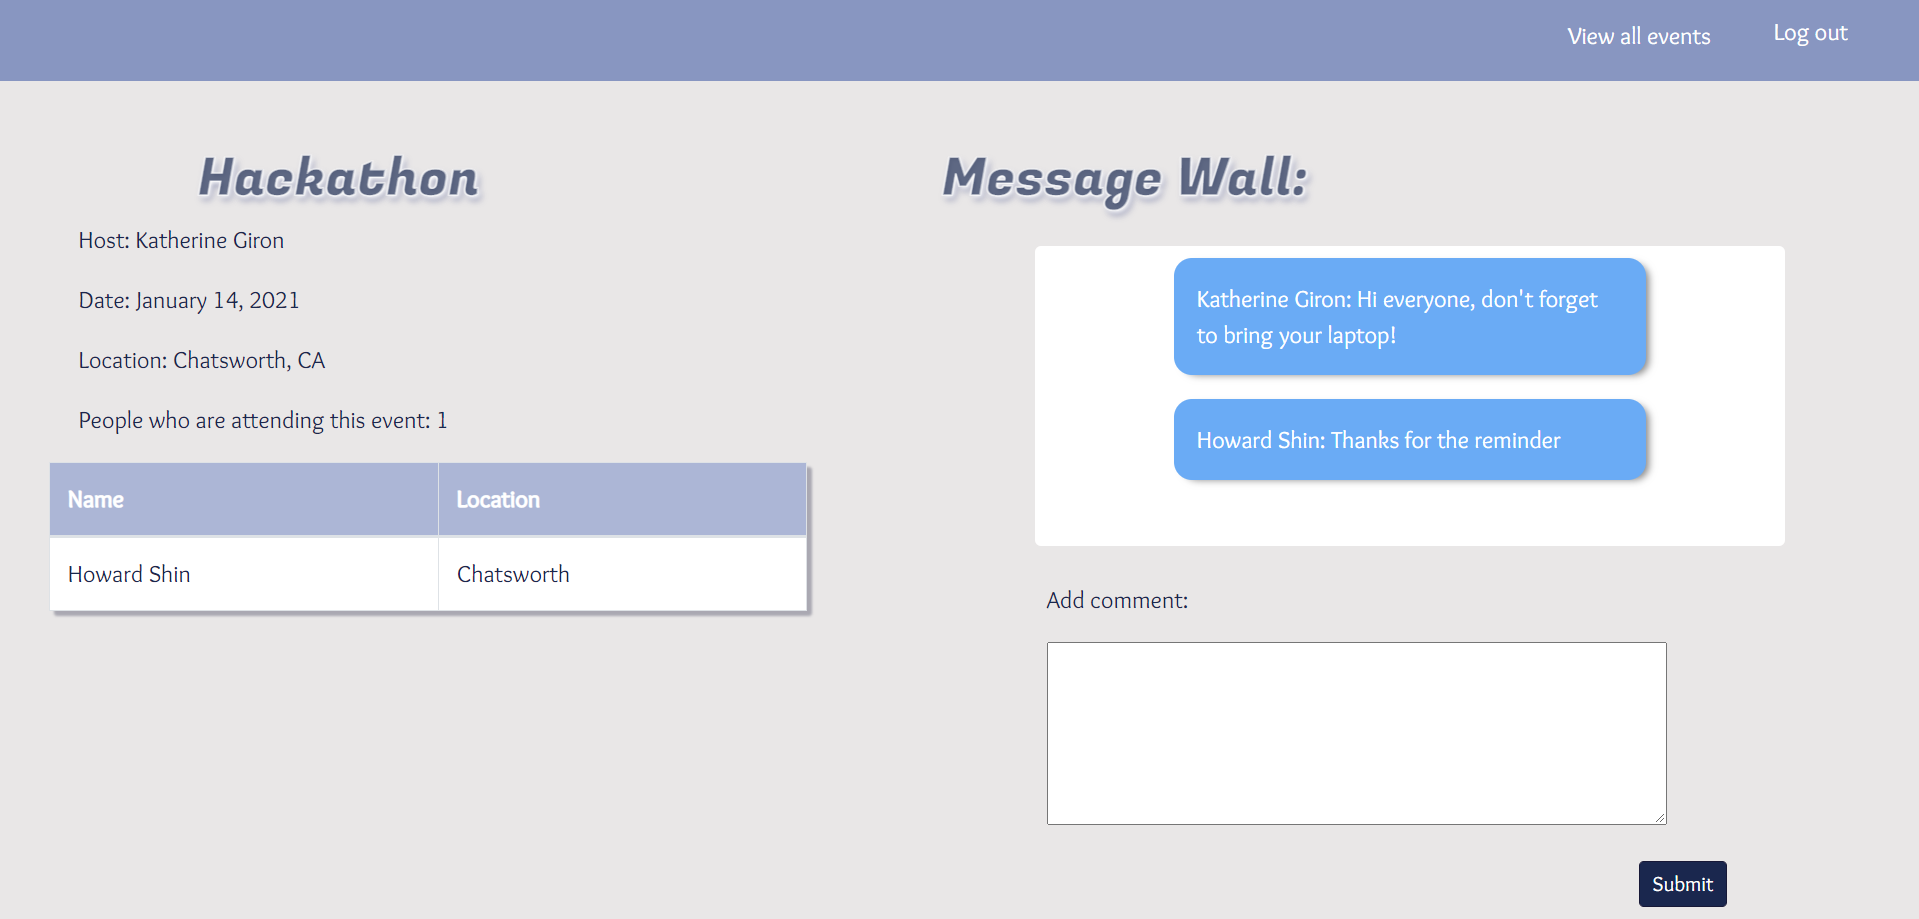 View all events
Log out
Hackathon
Host: Katherine Giron
Date: January 14, 2021
Location: Chatsworth, CA
People who are attending this event: 1
Name
Location
Howard Shin
Chatsworth
Message Wall:
Katherine Giron: Hi everyone, don't forget
to bring your laptop!
Howard Shin: Thanks for the reminder
Add comment:
Submit